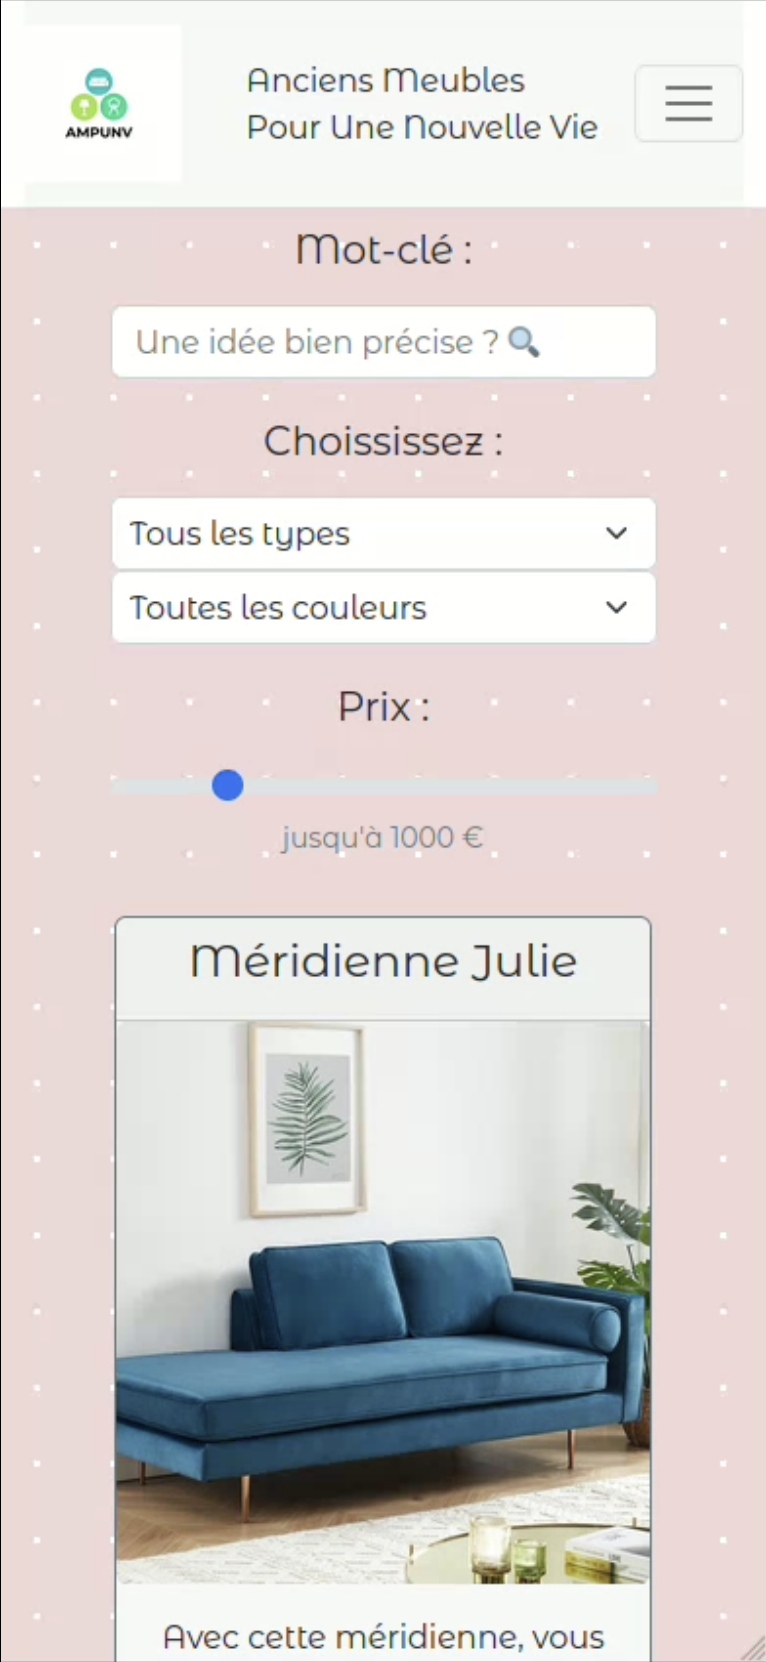 AMPUNV
Anciens Meubles
Pour Une Nouvelle Vie
Mot-clé :
Une idée bien précise ? 🔍
Choississez :
Tous les types
Toutes les couleurs
Prix :
jusqu'à 1000 €
Méridienne Julie
Avec cette méridienne, vous